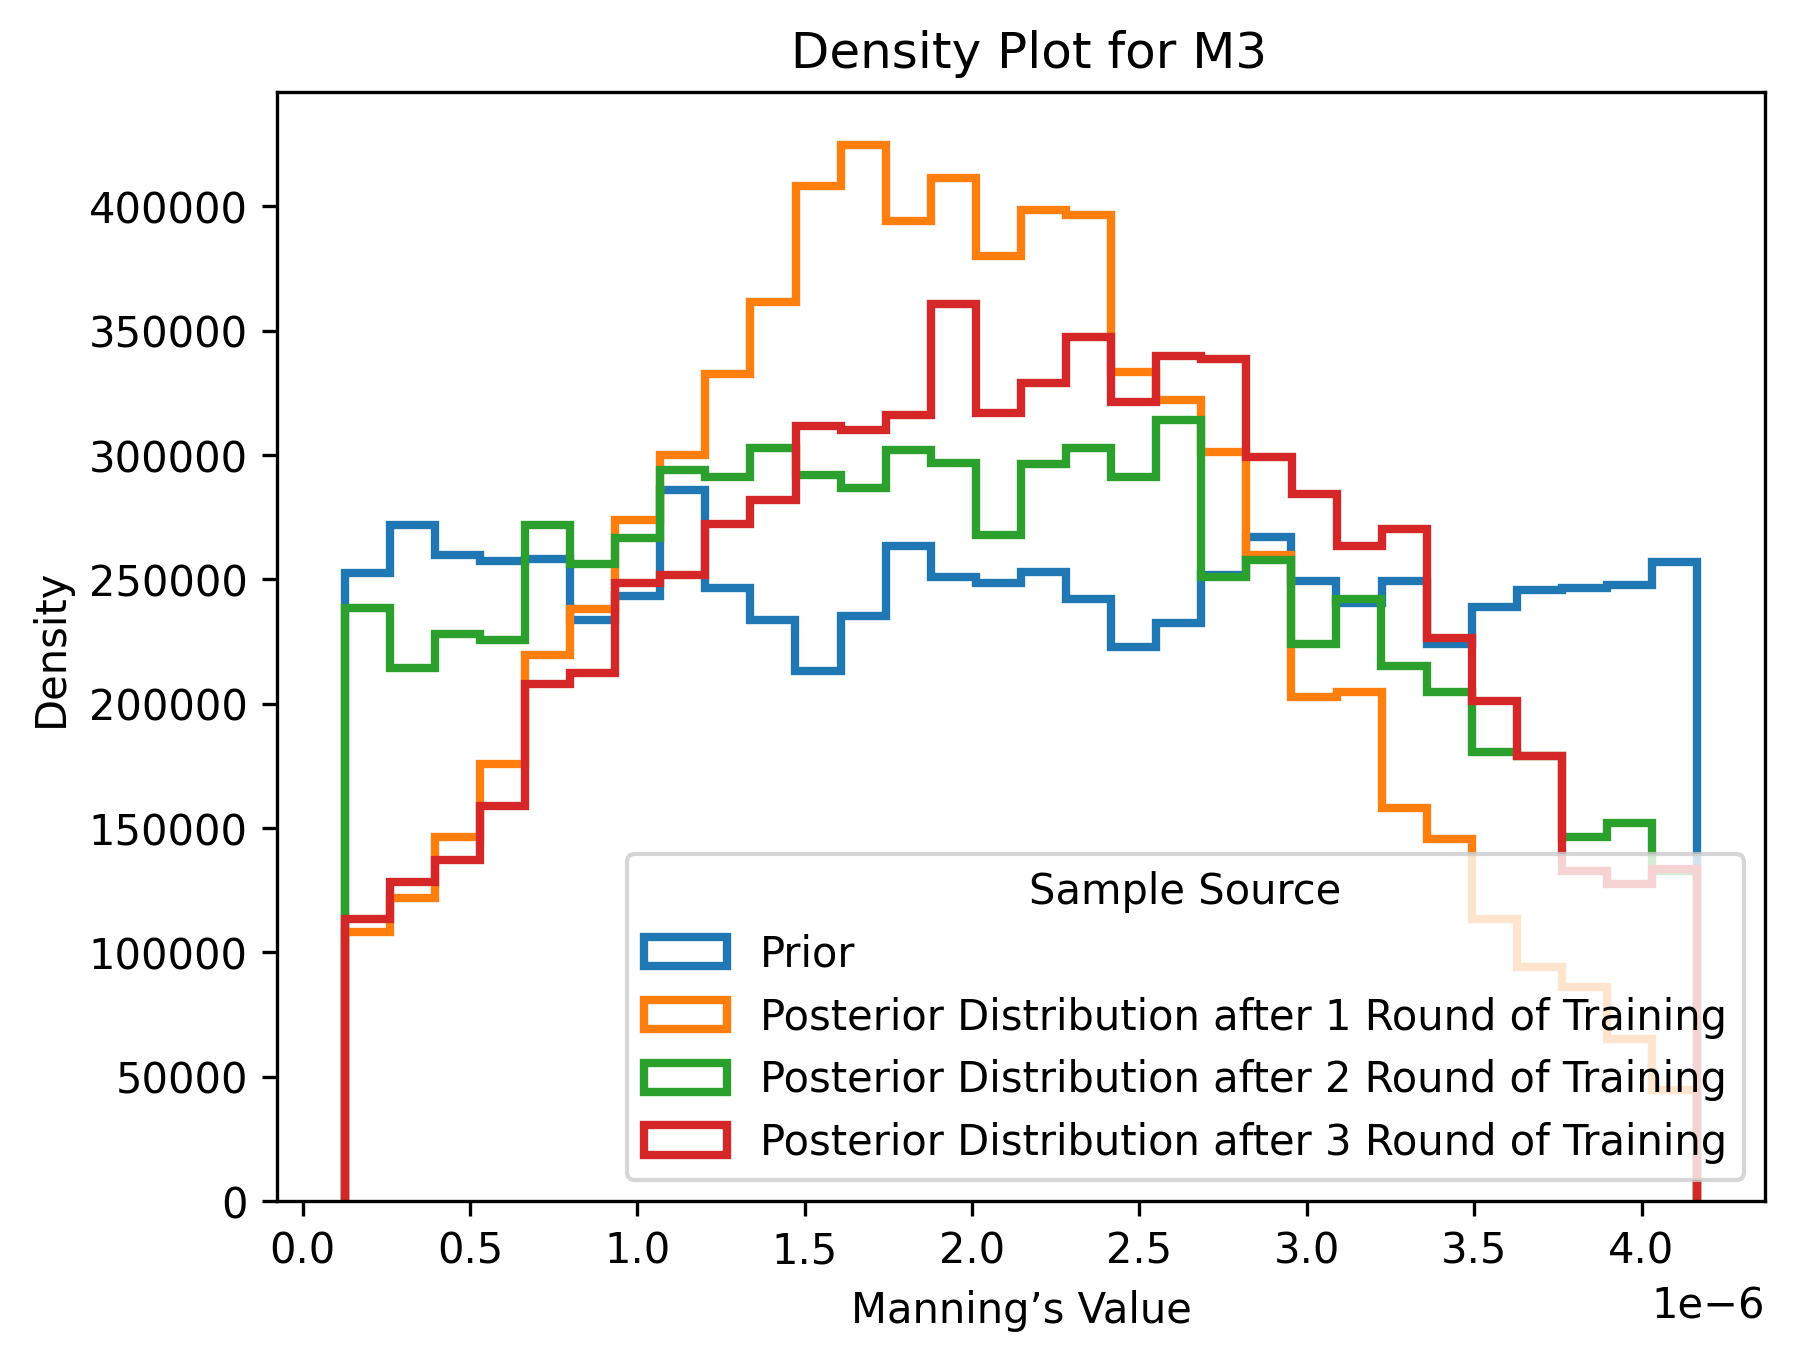 Density Plot for M3
Density
400000
350000
300000
250000
200000
150000
100000
50000
0
Sample Source
Prior
Posterior Distribution after 1 Round of Training
Posterior Distribution after 2 Round of Training
Posterior Distribution after 3 Round of Training
0.0 0.5 1.0 1.5 2.0 2.5 3.0 3.5 4.0
Manning’s Value
1e−6